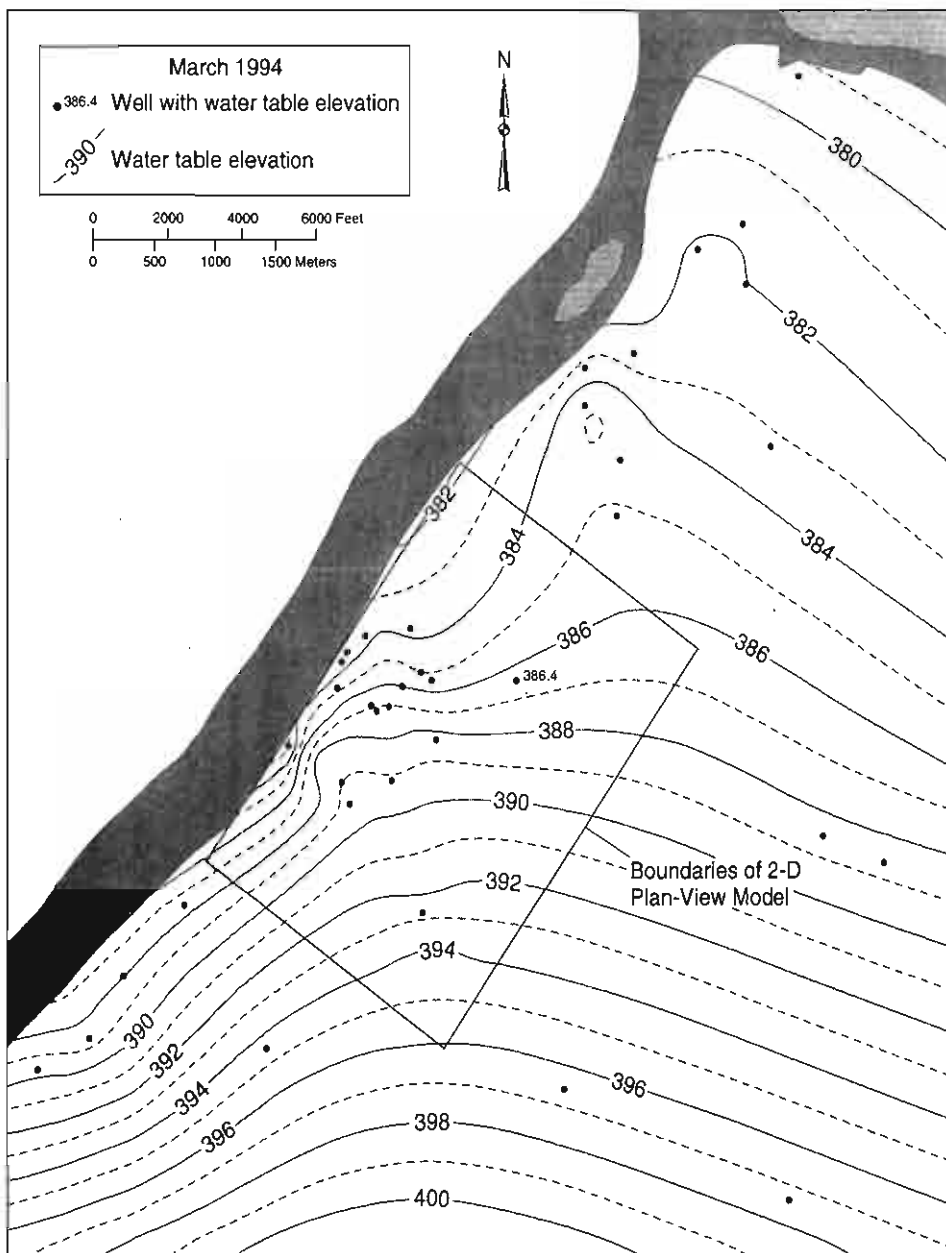 March 1994
386.4 Well with water table elevation
390 Water table elevation
N
0 2000 4000 6000 Feet
0 500 1000 1500 Meters
380
382
382
384
384
386
386
386.4
388
390
392
394
Boundaries of 2-D
Plan-View Model
390
392
394
396
396
398
400